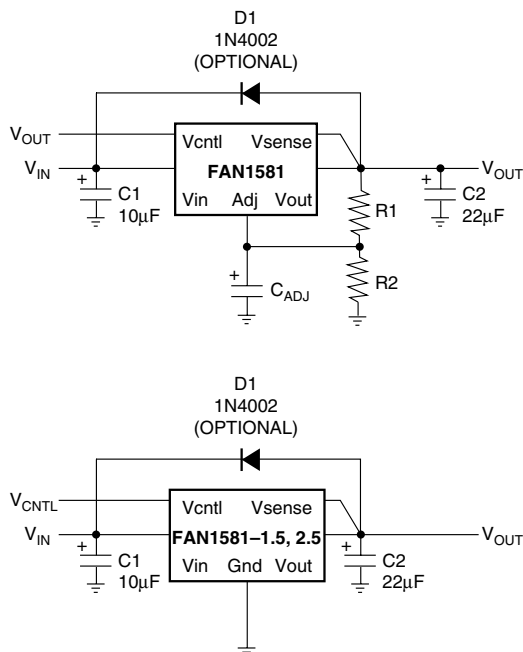 D1
1N4002
(OPTIONAL)
V_OUT
Vcntl Vsense
V_IN
FAN1581
V_OUT
+ C1
10μF
Vin Adj Vout
R1
+ C2
22μF
+ C_ADJ
R2
D1
1N4002
(OPTIONAL)
V_CNTL
Vcntl Vsense
V_IN
FAN1581–1.5, 2.5
V_OUT
+ C1
10μF
Vin Gnd Vout
+ C2
22μF